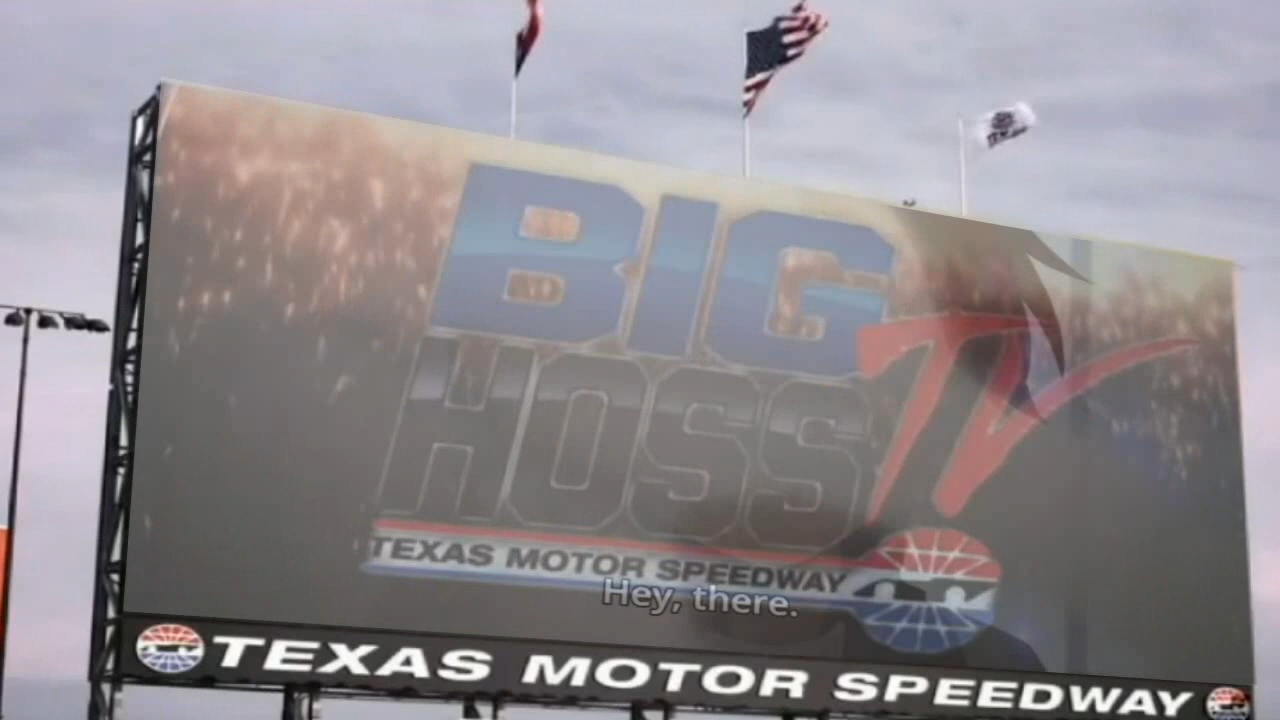 BIG
HOSS TV
TEXAS MOTOR SPEEDWAY
Hey, there.
TEXAS MOTOR SPEEDWAY